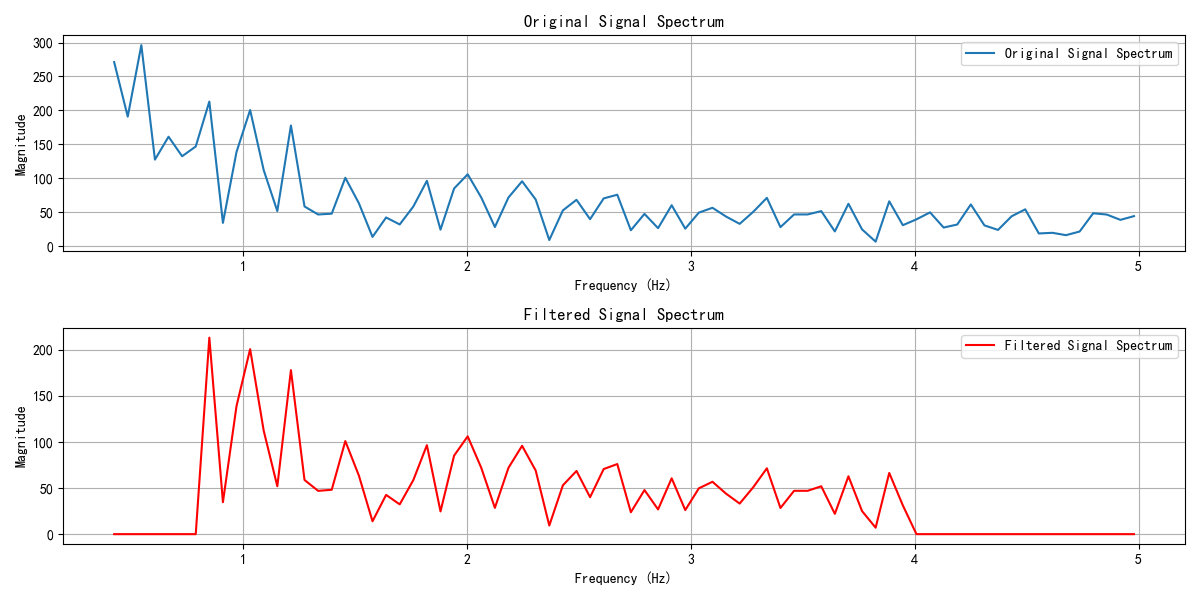 Original Signal Spectrum
300
250
200
150
100
50
0
Magnitude
Original Signal Spectrum
1 2 3 4 5
Frequency (Hz)
Filtered Signal Spectrum
200
150
100
50
0
Magnitude
Filtered Signal Spectrum
1 2 3 4 5
Frequency (Hz)